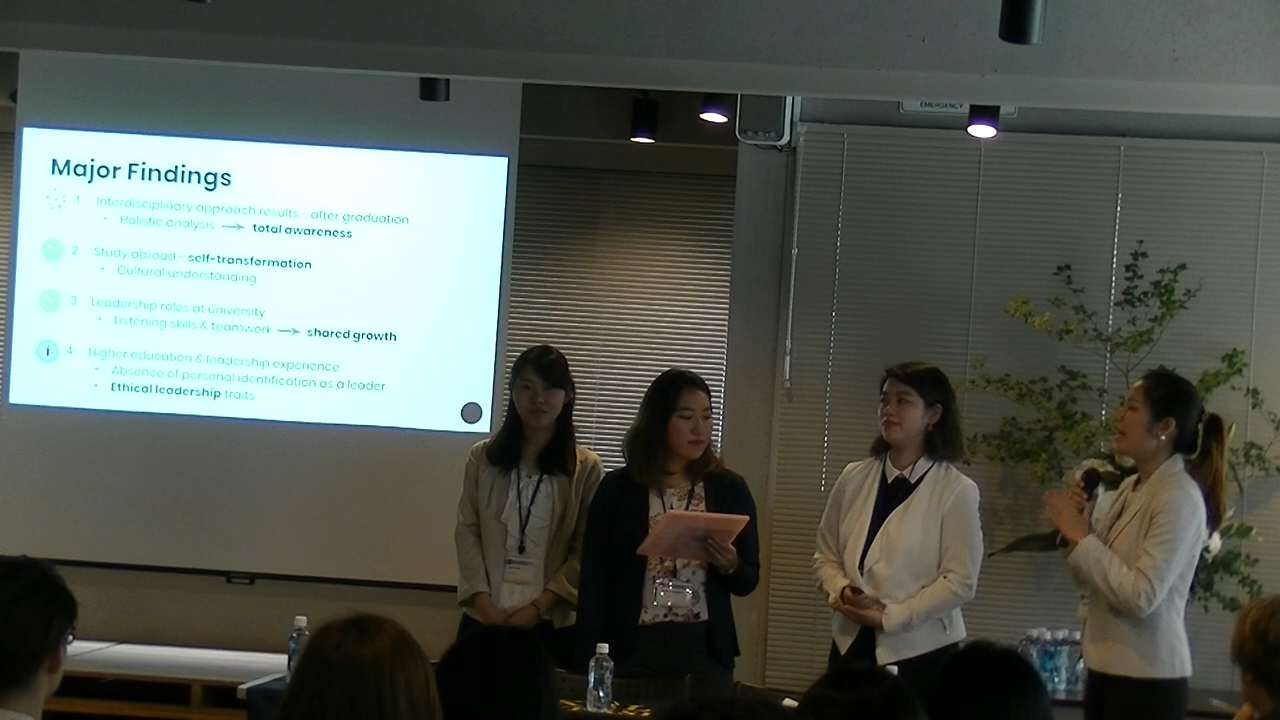 Major Findings
1. Interdisciplinary approach results - after graduation
- Holistic analysis → total awareness
2. Study abroad - self-transformation
- Cultural understanding
3. Leadership roles at university
- Listening skills & teamwork → shared growth
4. Higher education & leadership experience
- Absence of personal identification as a leader
- Ethical leadership traits
EMERGENCY